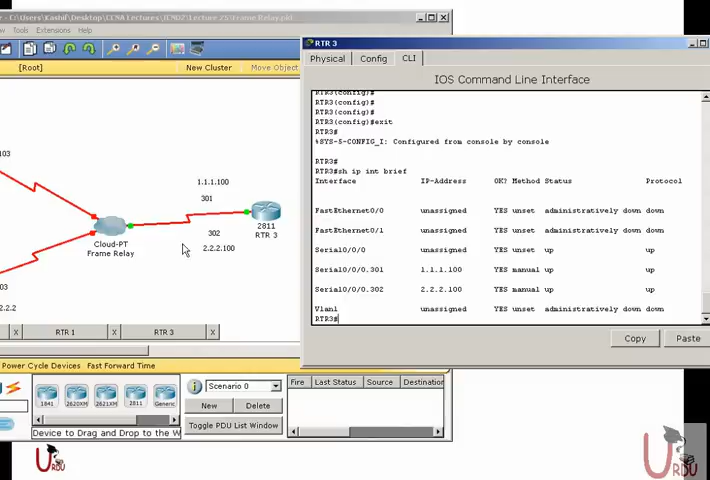 C:\Users\Kashif\Desktop\CCNA Lectures\ICND2\Lecture 25\Frame Relay.pkt
Tools Extensions Help
[Root]
New Cluster
Move Object
103
1.1.1.100
301
302
2.2.2.100
2811
RTR 3
Cloud-PT
Frame Relay
2.2.2
X RTR 1 X RTR 3 X
Power Cycle Devices Fast Forward Time
1841 2620XM 2621XM 2811 Generic
Device to Drag and Drop to the W
Scenario 0
New Delete
Toggle PDU List Window
Fire Last Status Source Destination
RTR 3
Physical Config CLI
IOS Command Line Interface
RTR3(config)#
RTR3(config)#
RTR3(config)#
RTR3(config)#exit
RTR3#
%SYS-5-CONFIG_I: Configured from console by console
RTR3#
RTR3#sh ip int brief
Interface IP-Address OK? Method Status Protocol
FastEthernet0/0 unassigned YES unset administratively down down
FastEthernet0/1 unassigned YES unset administratively down down
Serial0/0/0 unassigned YES unset up up
Serial0/0/0.301 1.1.1.100 YES manual up up
Serial0/0/0.302 2.2.2.100 YES manual up up
Vlan1 unassigned YES unset administratively down down
RTR3#
Copy Paste
URDU
URDU